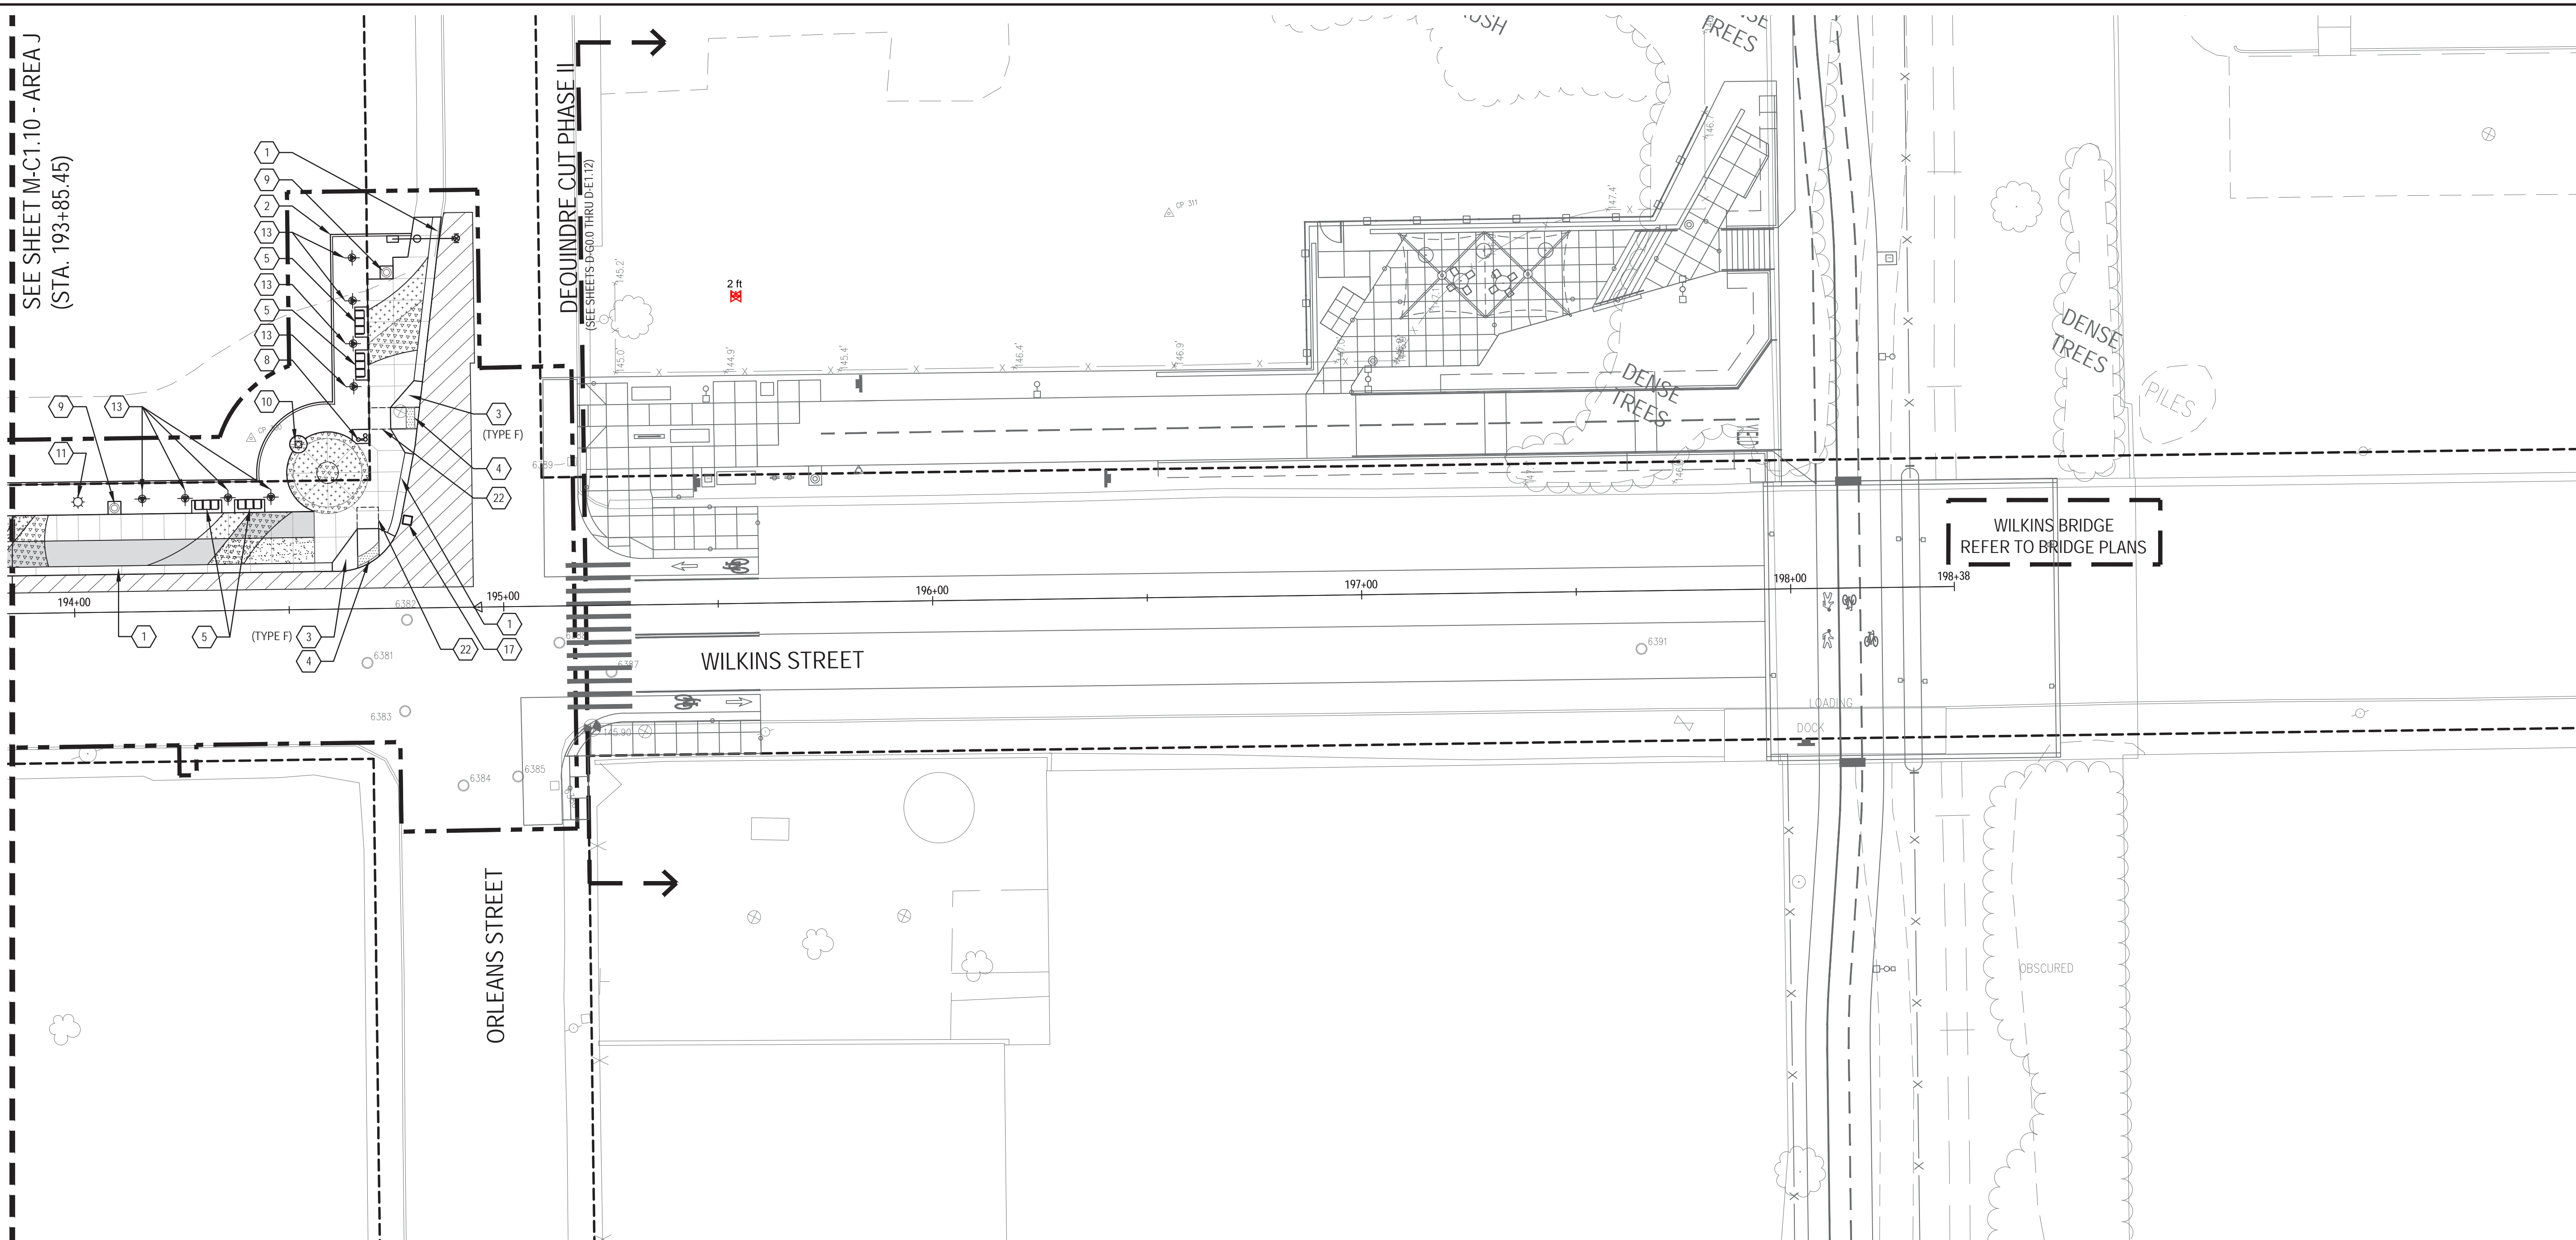 SEE SHEET M-C1.10 - AREA J
(STA. 193+85.45)
DEQUINDRE CUT PHASE II
(SEE SHEETS D-G0.0 THRU D-E1.12)
TREES
CP 311
2 ft
1
9
2
13
5
13
5
13
8
10
9
13
11
3
(TYPE F)
4
22
145.2'
145.0'
144.9'
145.4'
146.4'
146.9'
147.4'
DENSE
TREES
DENSE
TREES
PILES
6389
WILKINS BRIDGE
REFER TO BRIDGE PLANS
194+00
195+00
196+00
197+00
198+00
198+38
6382
1
5
(TYPE F)
3
4
22
17
1
6381
6387
6391
WILKINS STREET
6383
LOADING
DOCK
145.90
6384
6385
ORLEANS STREET
OBSCURED